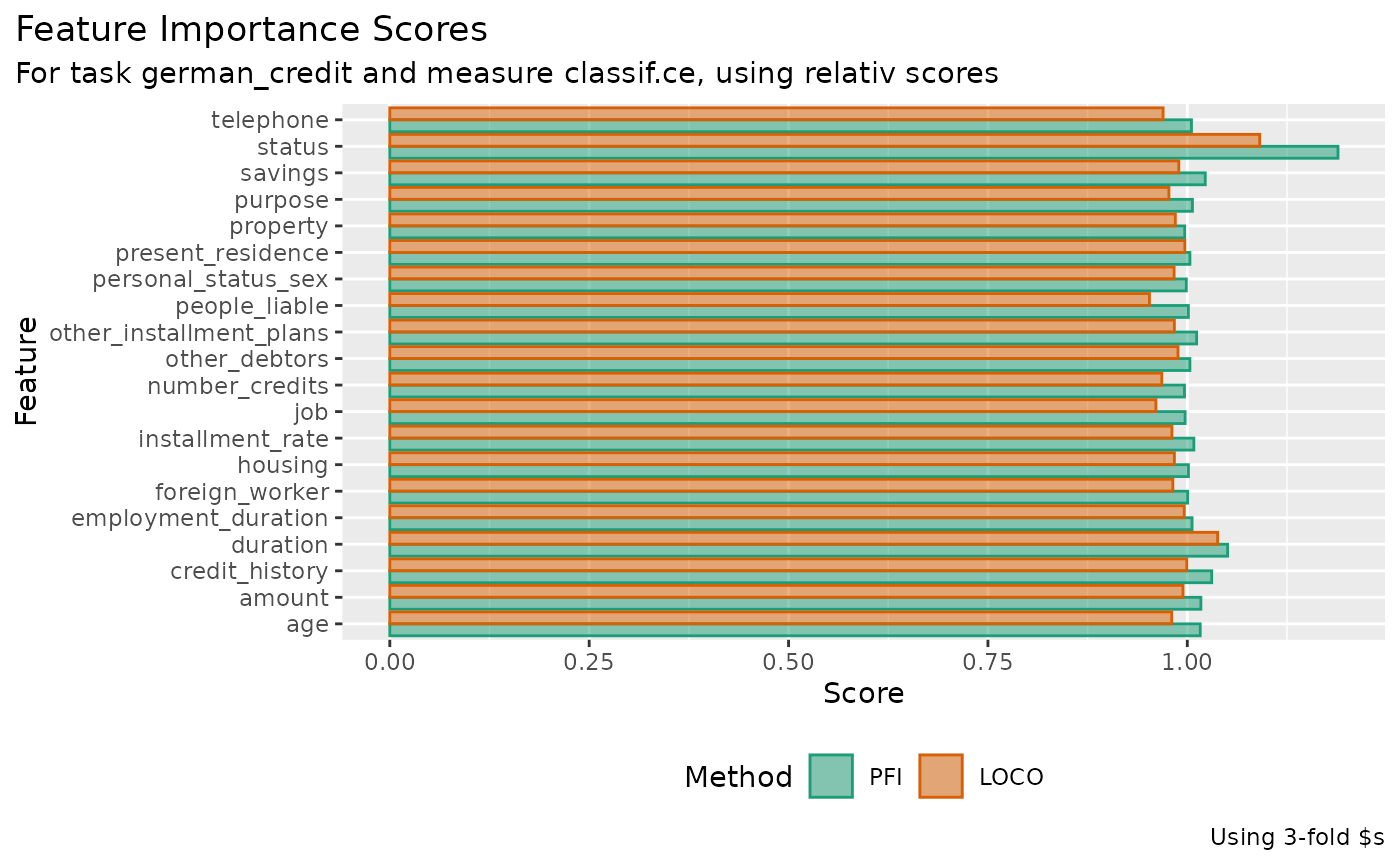 Feature Importance Scores
For task german_credit and measure classif.ce, using relativ scores
Feature
telephone
status
savings
purpose
property
present_residence
personal_status_sex
people_liable
other_installment_plans
other_debtors
number_credits
job
installment_rate
housing
foreign_worker
employment_duration
duration
credit_history
amount
age
0.00 0.25 0.50 0.75 1.00
Score
Method PFI LOCO
Using 3-fold $s